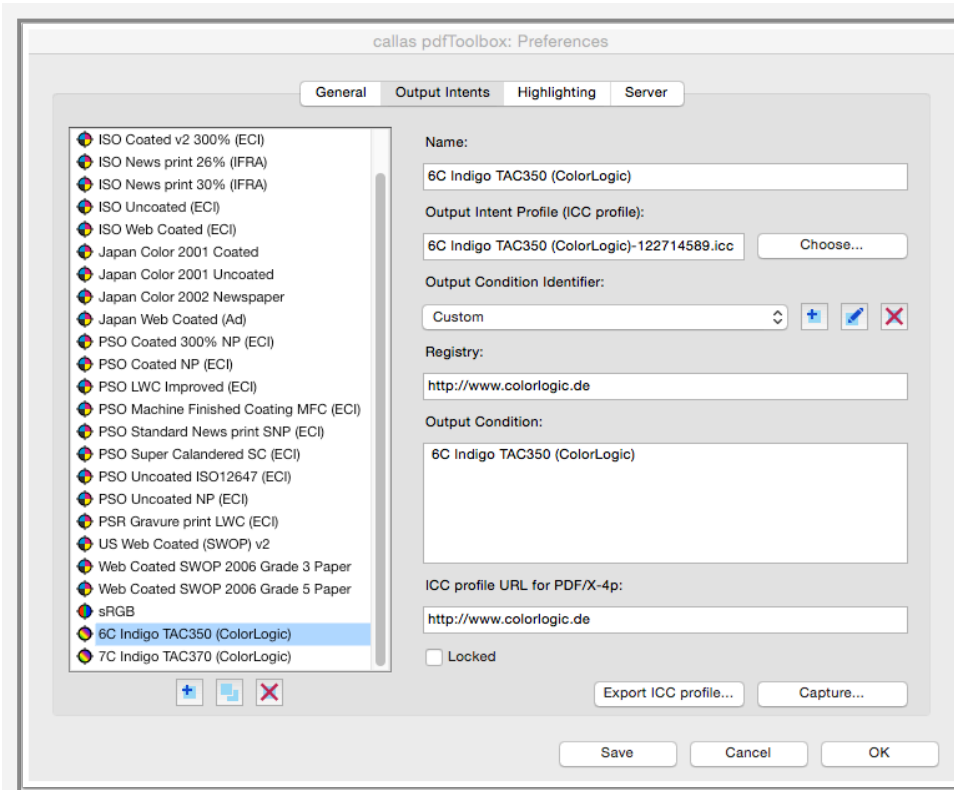 callas pdfToolbox: Preferences
General
Output Intents
Highlighting
Server
ISO Coated v2 300% (ECI)
ISO News print 26% (IFRA)
ISO News print 30% (IFRA)
ISO Uncoated (ECI)
ISO Web Coated (ECI)
Japan Color 2001 Coated
Japan Color 2001 Uncoated
Japan Color 2002 Newspaper
Japan Web Coated (Ad)
PSO Coated 300% NP (ECI)
PSO Coated NP (ECI)
PSO LWC Improved (ECI)
PSO Machine Finished Coating MFC (ECI)
PSO Standard News print SNP (ECI)
PSO Super Calandered SC (ECI)
PSO Uncoated ISO12647 (ECI)
PSO Uncoated NP (ECI)
PSR Gravure print LWC (ECI)
US Web Coated (SWOP) v2
Web Coated SWOP 2006 Grade 3 Paper
Web Coated SWOP 2006 Grade 5 Paper
sRGB
6C Indigo TAC350 (ColorLogic)
7C Indigo TAC370 (ColorLogic)
Name:
6C Indigo TAC350 (ColorLogic)
Output Intent Profile (ICC profile):
6C Indigo TAC350 (ColorLogic)-122714589.icc
Choose...
Output Condition Identifier:
Custom
Registry:
http://www.colorlogic.de
Output Condition:
6C Indigo TAC350 (ColorLogic)
ICC profile URL for PDF/X-4p:
http://www.colorlogic.de
Locked
Export ICC profile...
Capture...
Save
Cancel
OK